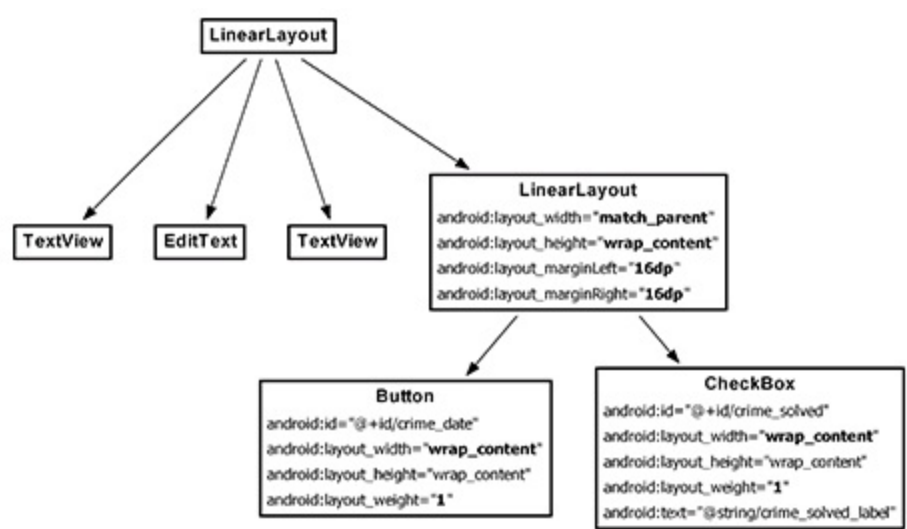 LinearLayout
TextView
EditText
TextView
LinearLayout
android:layout_width="match_parent"
android:layout_height="wrap_content"
android:layout_marginLeft="16dp"
android:layout_marginRight="16dp"
Button
android:id="@+id/crime_date"
android:layout_width="wrap_content"
android:layout_height="wrap_content"
android:layout_weight="1"
CheckBox
android:id="@+id/crime_solved"
android:layout_width="wrap_content"
android:layout_height="wrap_content"
android:layout_weight="1"
android:text="@string/crime_solved_label"